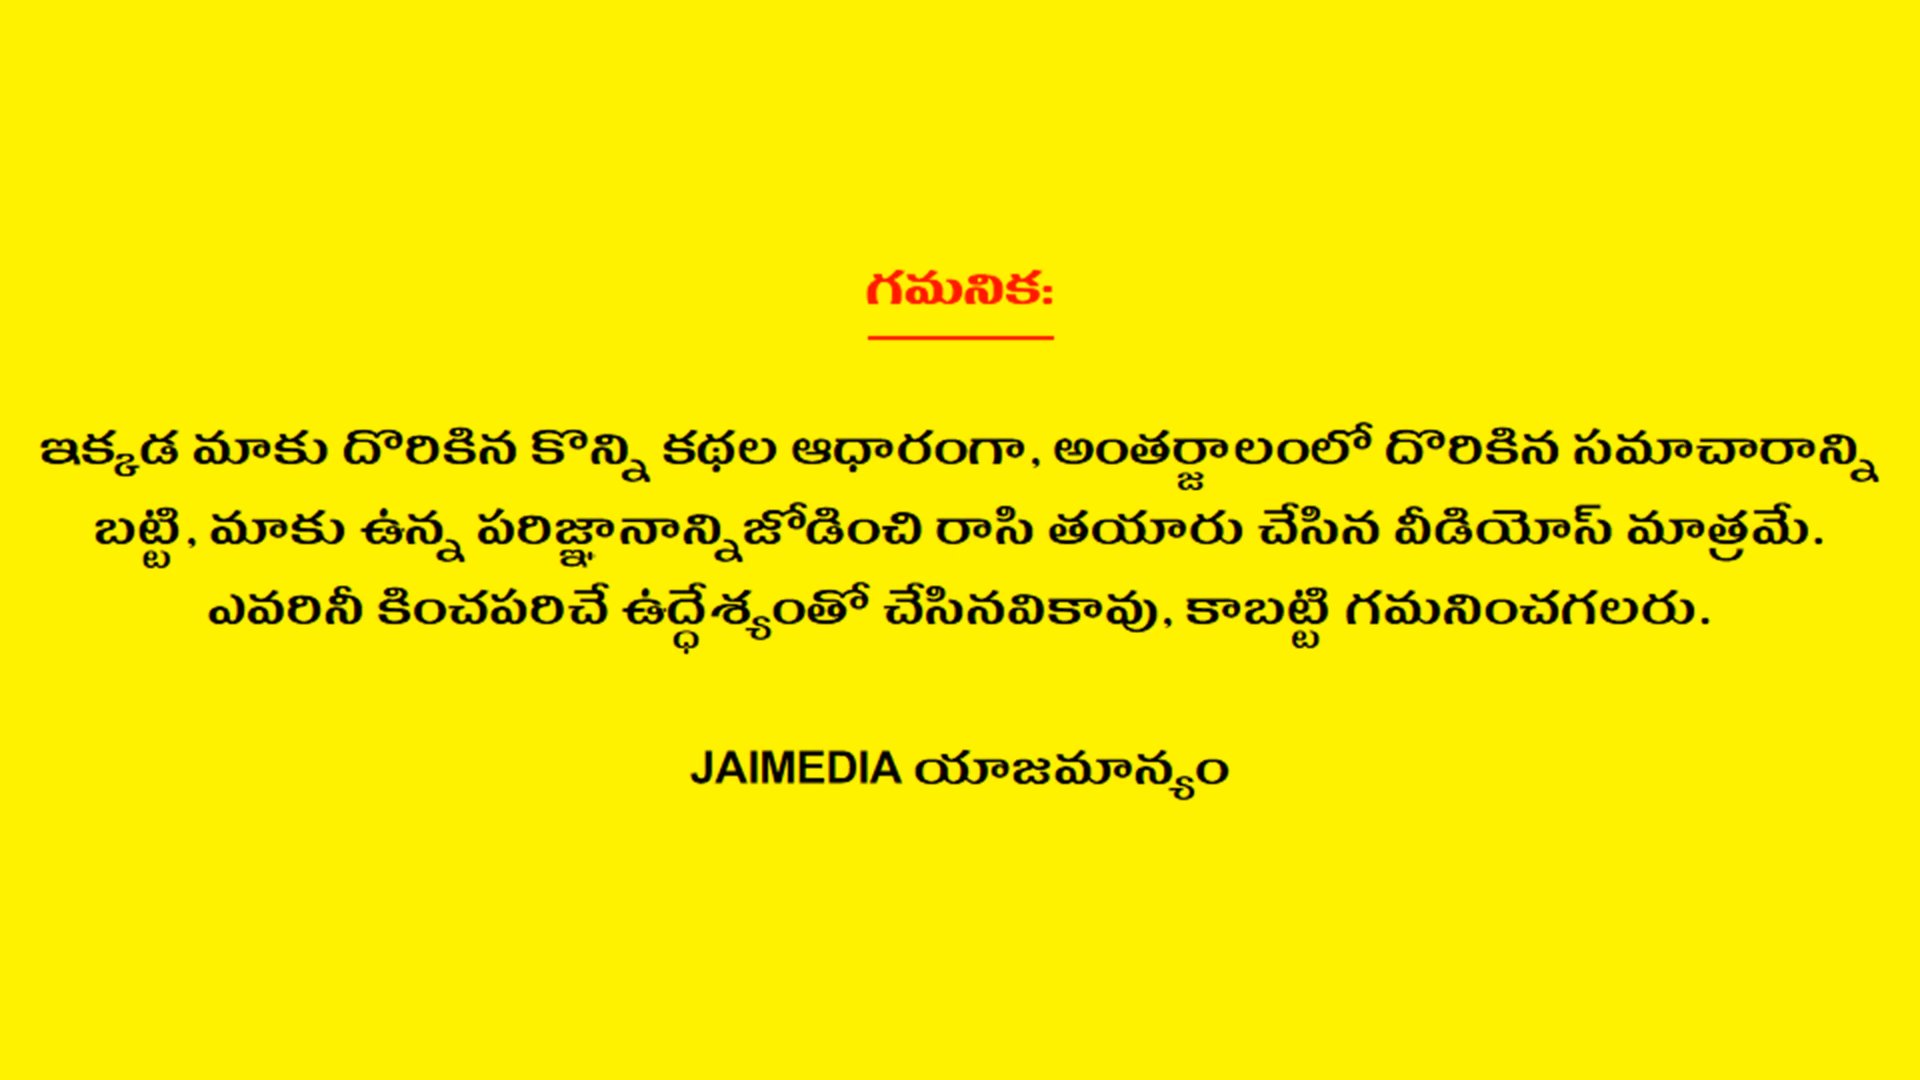 గమనిక:
ఇక్కడ మాకు దొరికిన కొన్ని కథల ఆధారంగా, అంతర్జాలంలో దొరికిన సమాచారాన్ని
బట్టి, మాకు ఉన్న పరిజ్ఞానాన్నిజోడించి రాసి తయారు చేసిన వీడియోస్ మాత్రమే.
ఎవరినీ కించపరిచే ఉద్ధేశ్యంతో చేసినవికావు, కాబట్టి గమనించగలరు.
JAIMEDIA యాజమాన్యం